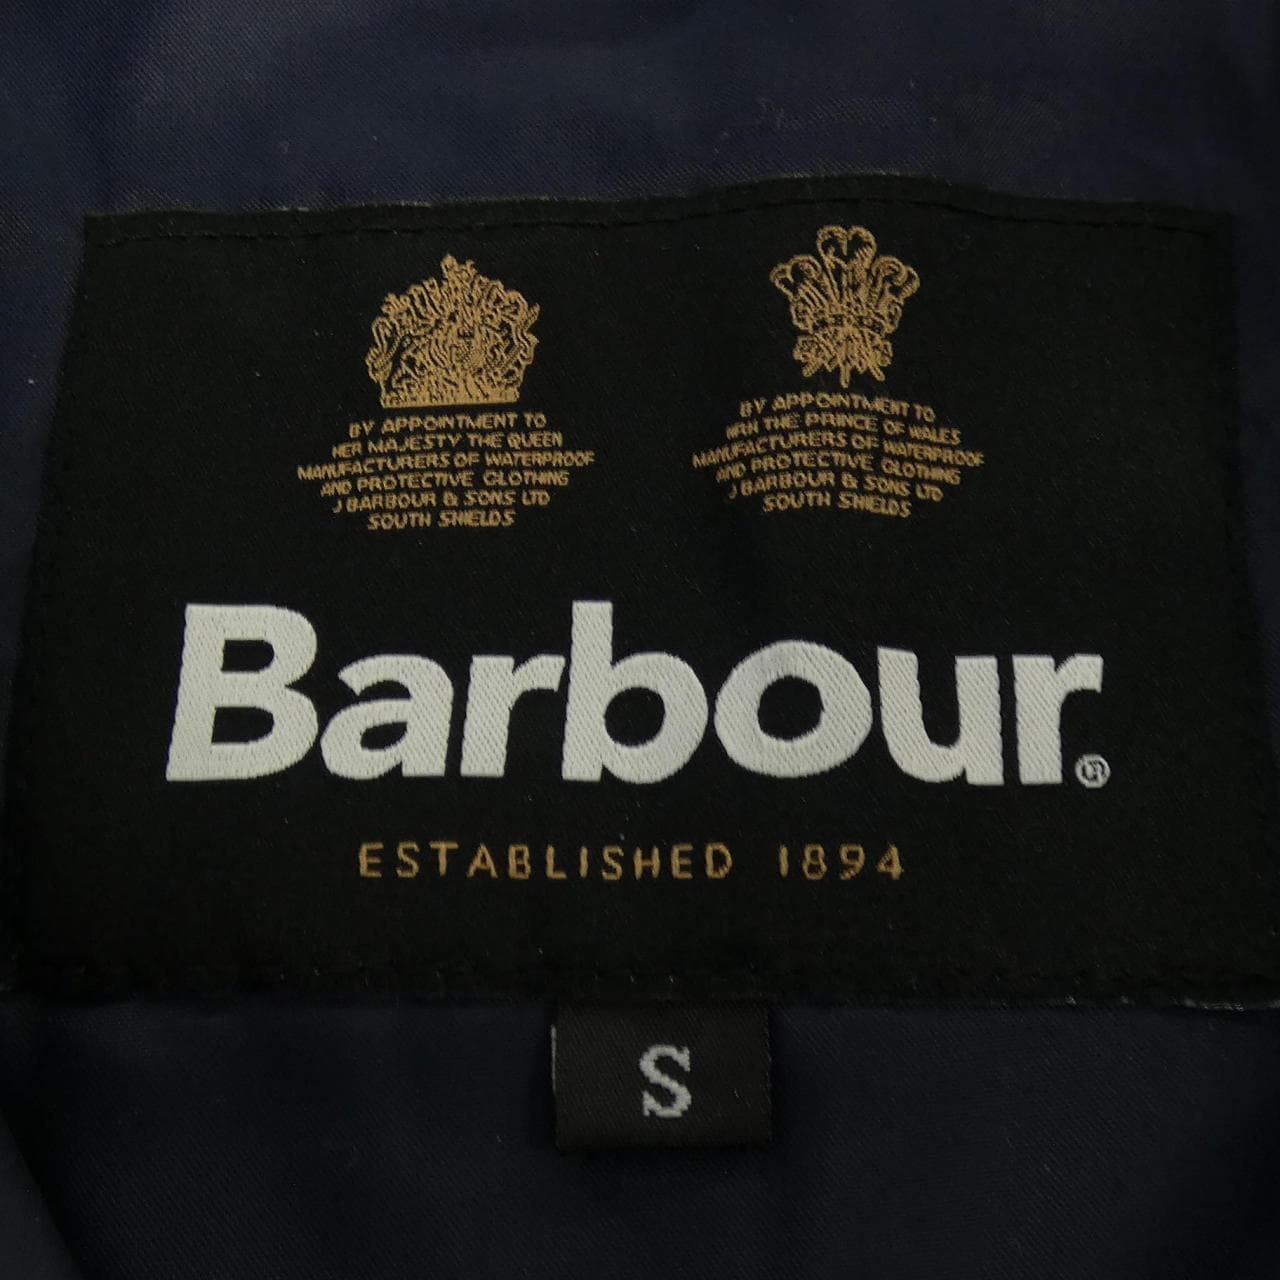 BY APPOINTMENT TO
HER MAJESTY THE QUEEN
MANUFACTURERS OF WATERPROOF
AND PROTECTIVE CLOTHING
J BARBOUR & SONS LTD
SOUTH SHIELDS
BY APPOINTMENT TO
HRH THE PRINCE OF WALES
MANUFACTURERS OF WATERPROOF
AND PROTECTIVE CLOTHING
J BARBOUR & SONS LTD
SOUTH SHIELDS
Barbour®
ESTABLISHED 1894
S